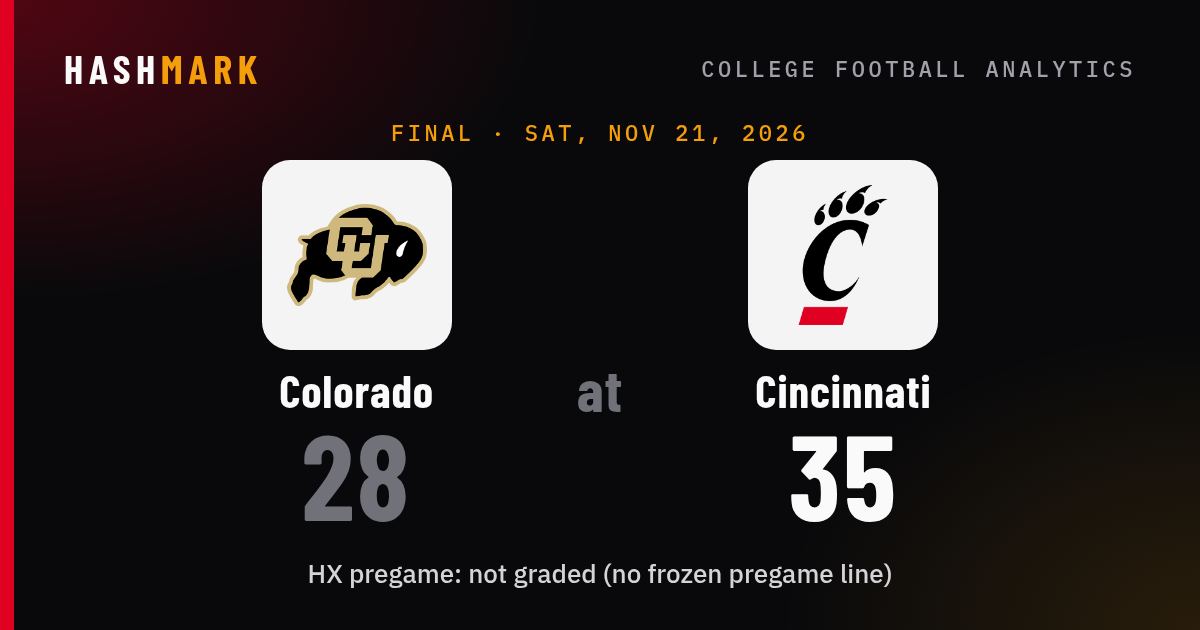 HASHMARK
COLLEGE FOOTBALL ANALYTICS
FINAL · SAT, NOV 21, 2026
CU
C
Colorado
at
Cincinnati
28
35
HX pregame: not graded (no frozen pregame line)